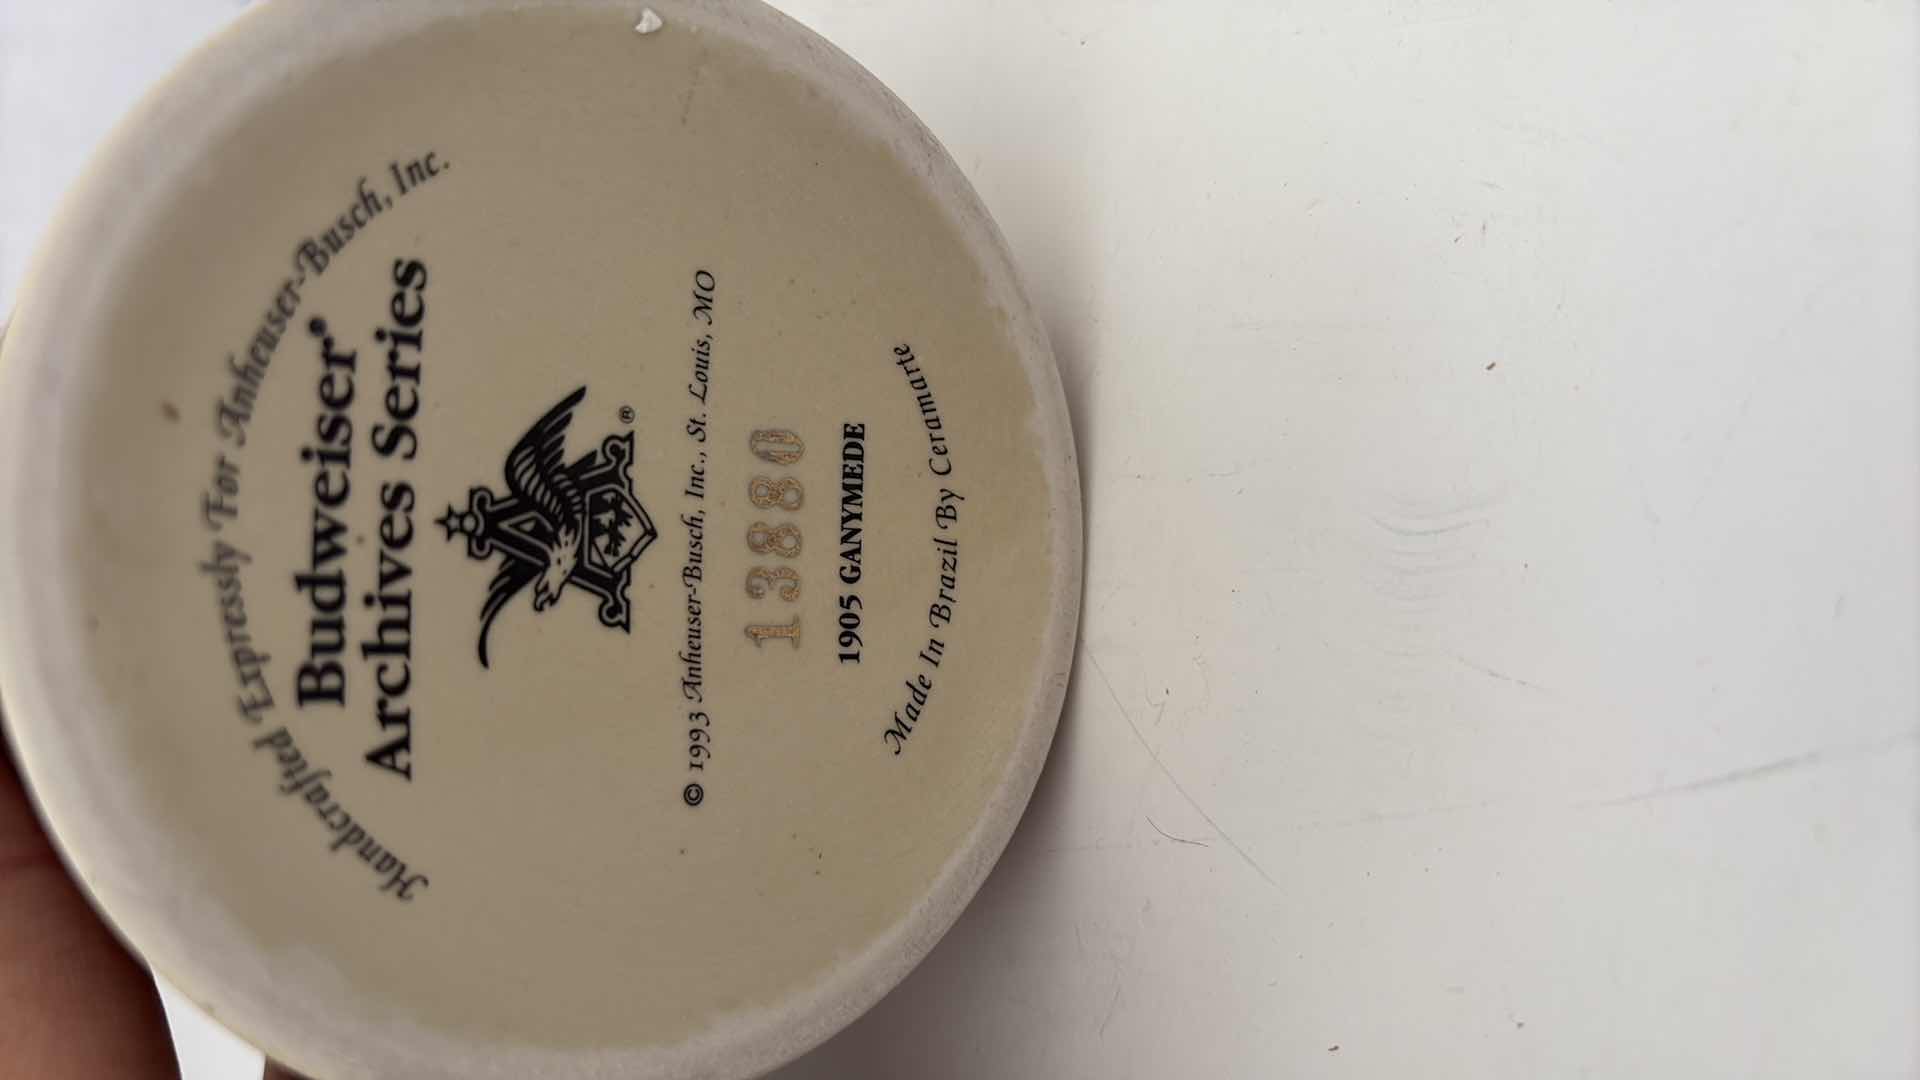 Handcrafted Expressly For Anheuser-Busch, Inc.
Budweiser®
Archives Series
A
®
© 1993 Anheuser-Busch, Inc., St. Louis, MO
13880
1905 GANYMEDE
Made In Brazil By Ceramarte